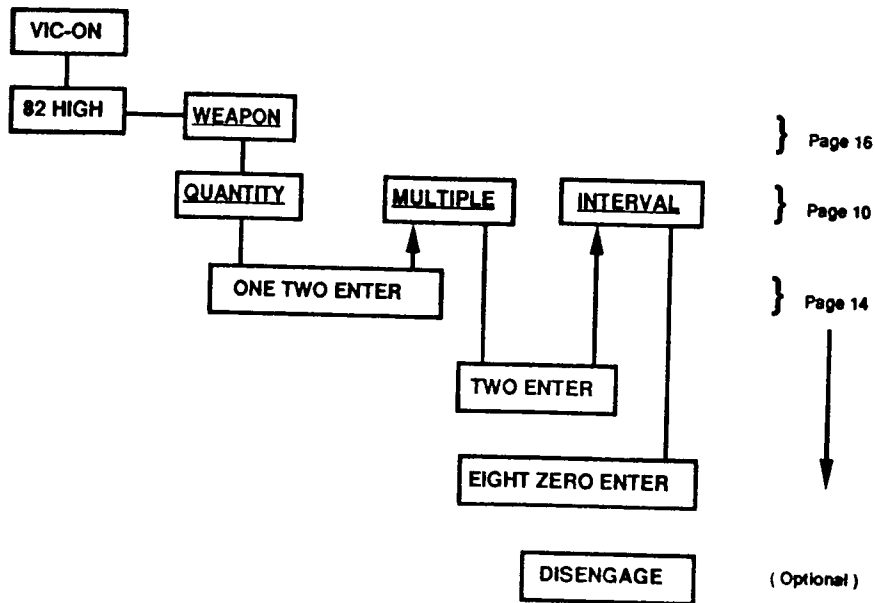 VIC-ON
82 HIGH
WEAPON
} Page 16
QUANTITY
MULTIPLE
INTERVAL
} Page 10
ONE TWO ENTER
} Page 14
TWO ENTER
EIGHT ZERO ENTER
DISENGAGE
( Optional )